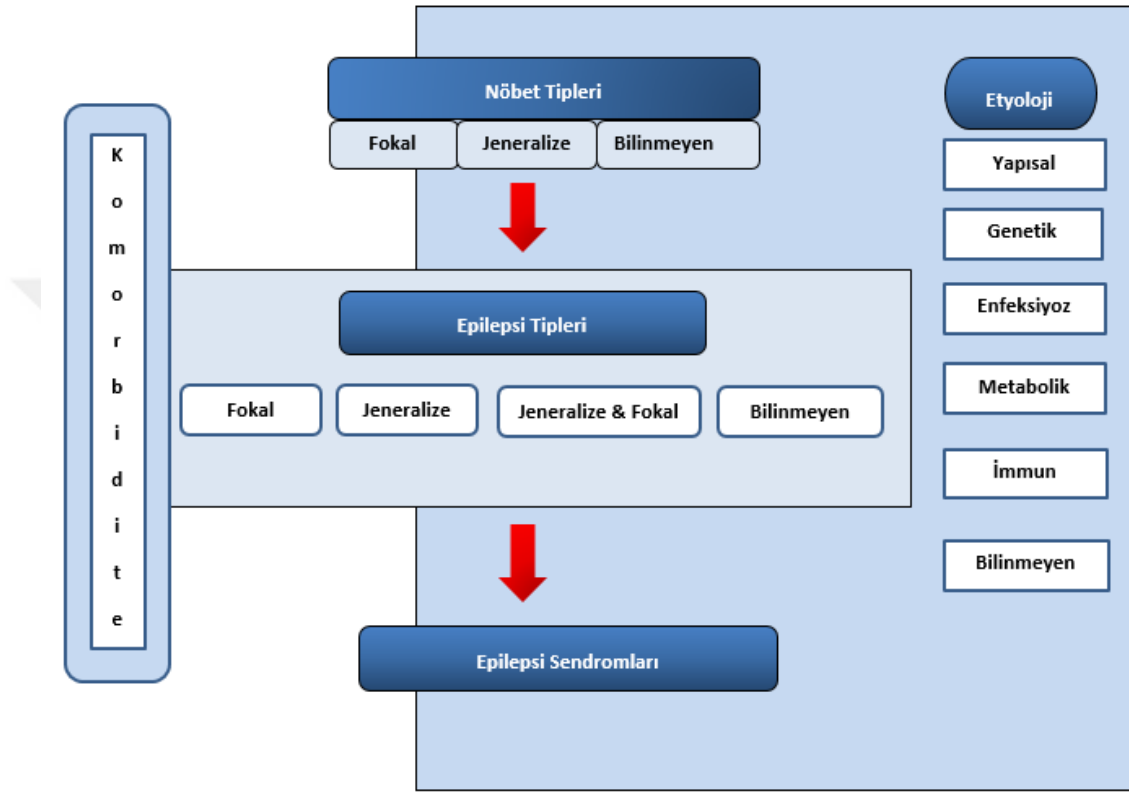 Nöbet Tipleri
Fokal Jeneralize Bilinmeyen
Komorbidite
Epilepsi Tipleri
Fokal Jeneralize Jeneralize & Fokal Bilinmeyen
Epilepsi Sendromları
Etyoloji
Yapısal
Genetik
Enfeksiyoz
Metabolik
İmmun
Bilinmeyen